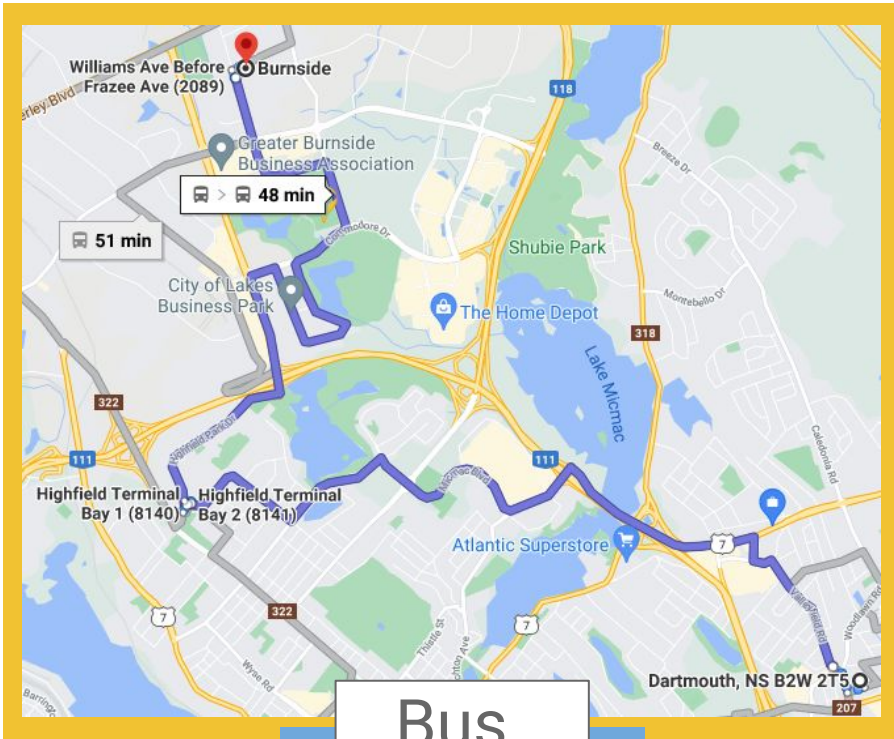 118
Williams Ave Before
Frazee Ave (2089)
Burnside
Greater Burnside
Business Association
48 min
51 min
Commodore Dr
Breeze Dr
Shubie Park
City of Lakes
Business Park
The Home Depot
Montebello Dr
318
Lake Micmac
322
Highfield Park Dr
111
111
Caledonia Rd
Micmac Blvd
Highfield Terminal
Bay 1 (8140)
Highfield Terminal
Bay 2 (8141)
Atlantic Superstore
7
322
7
7
Thistle St
Valleyfield Rd
Woodlawn Rd
Wyse Rd
Dartmouth, NS B2W 2T5
207
Bus